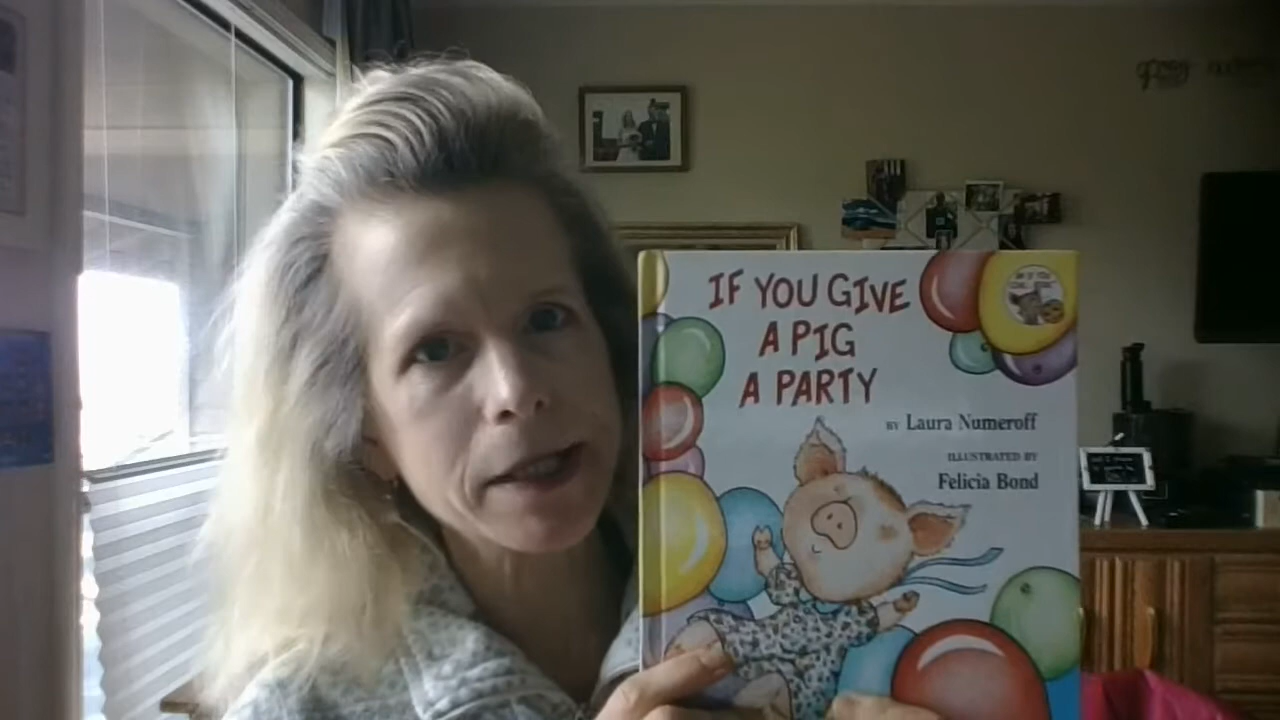 IF YOU GIVE
A PIG
A PARTY
BY Laura Numeroff
ILLUSTRATED BY
Felicia Bond